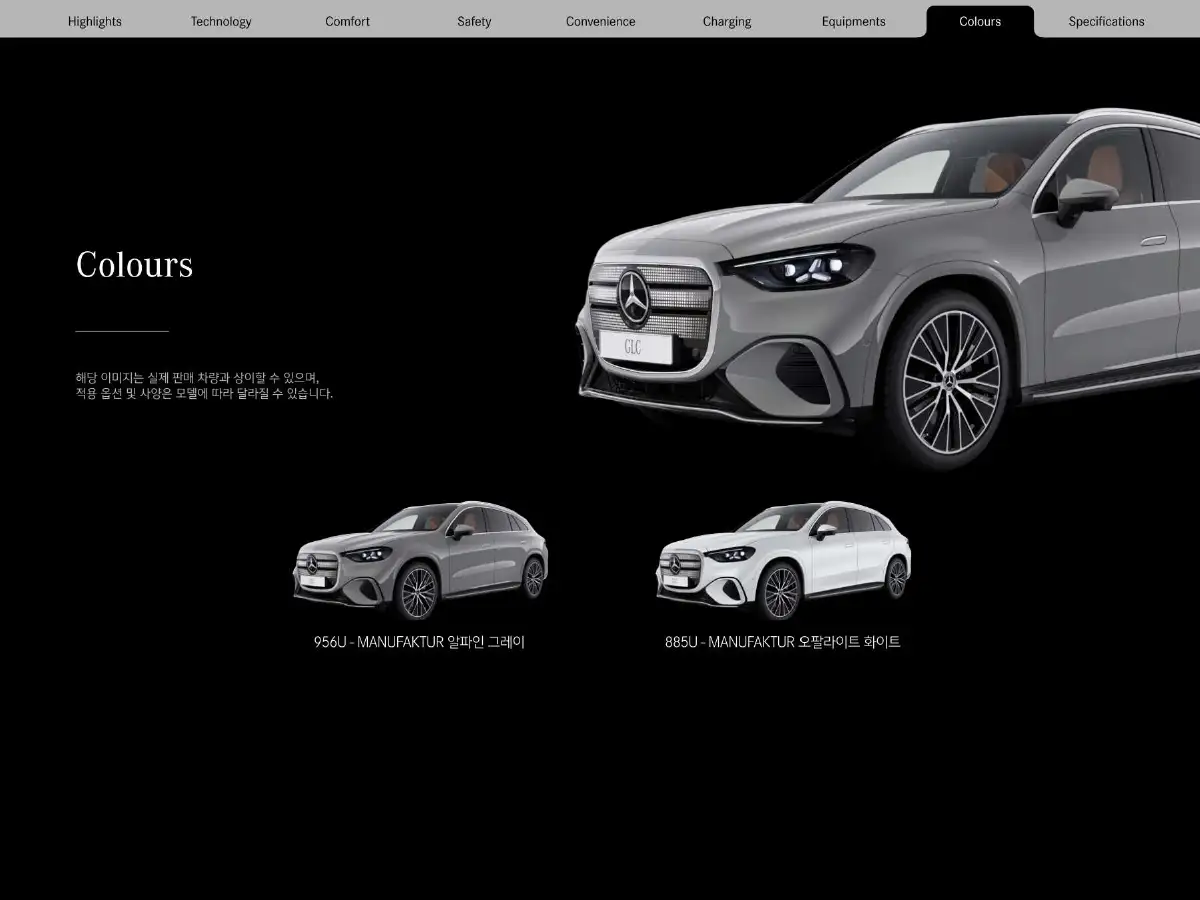 Highlights
Technology
Comfort
Safety
Convenience
Charging
Equipments
Colours
Specifications
Colours
해당 이미지는 실제 판매 차량과 상이할 수 있으며,
적용 옵션 및 사양은 모델에 따라 달라질 수 있습니다.
GLC
956U - MANUFAKTUR 알파인 그레이
885U - MANUFAKTUR 오팔라이트 화이트